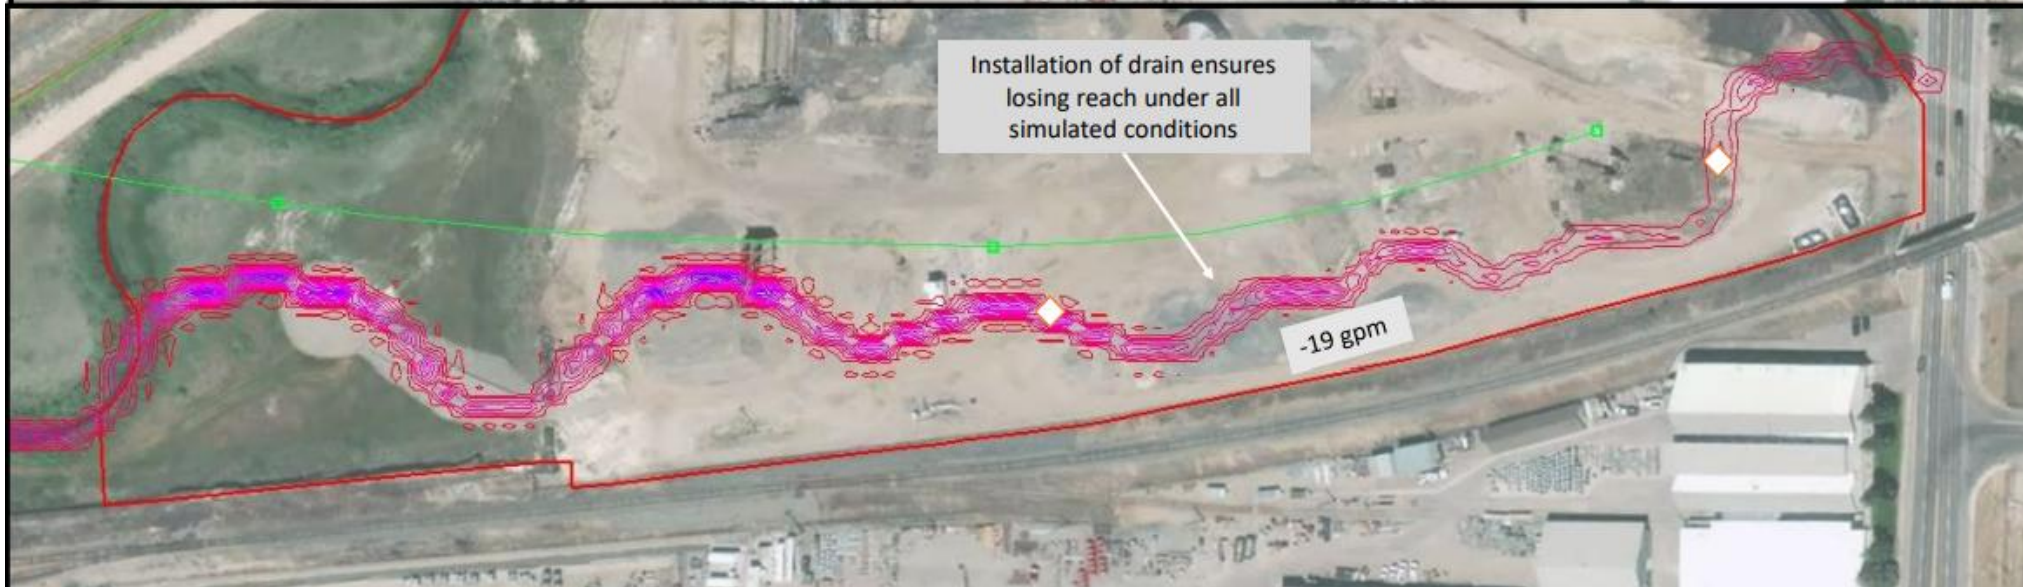 Installation of drain ensures
losing reach under all
simulated conditions
-19 gpm